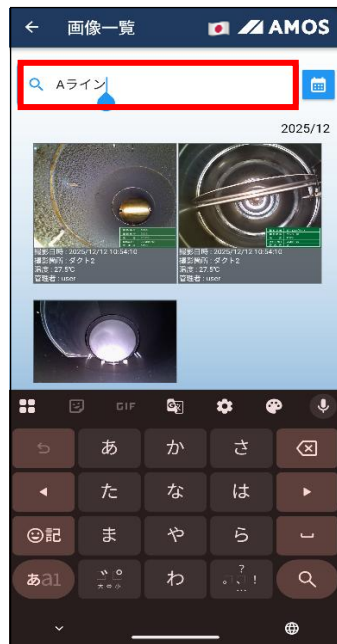 画像一覧
AMOS
Aライン
2025/12
撮影日時 : 2025/12/12 10:54:10
撮影箇所 : ダクト2
温度 : 27.5℃
管理者 : user
撮影日時 : 2025/12/12 10:54:10
撮影箇所 : ダクト2
温度 : 27.5℃
管理者 : user
GIF
あ か さ
た な は
記 ま や ら
あa1 大⇔小 わ 。、?!…